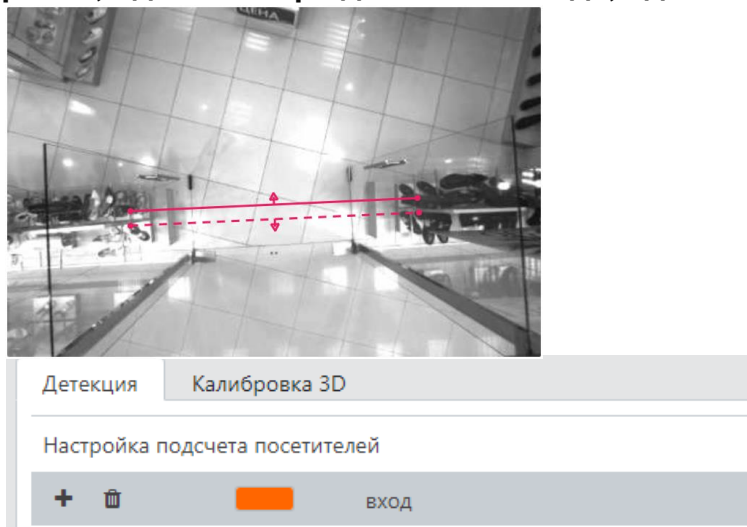 ЦЕНА
Детекция Калибровка 3D
Настройка подсчета посетителей
вход